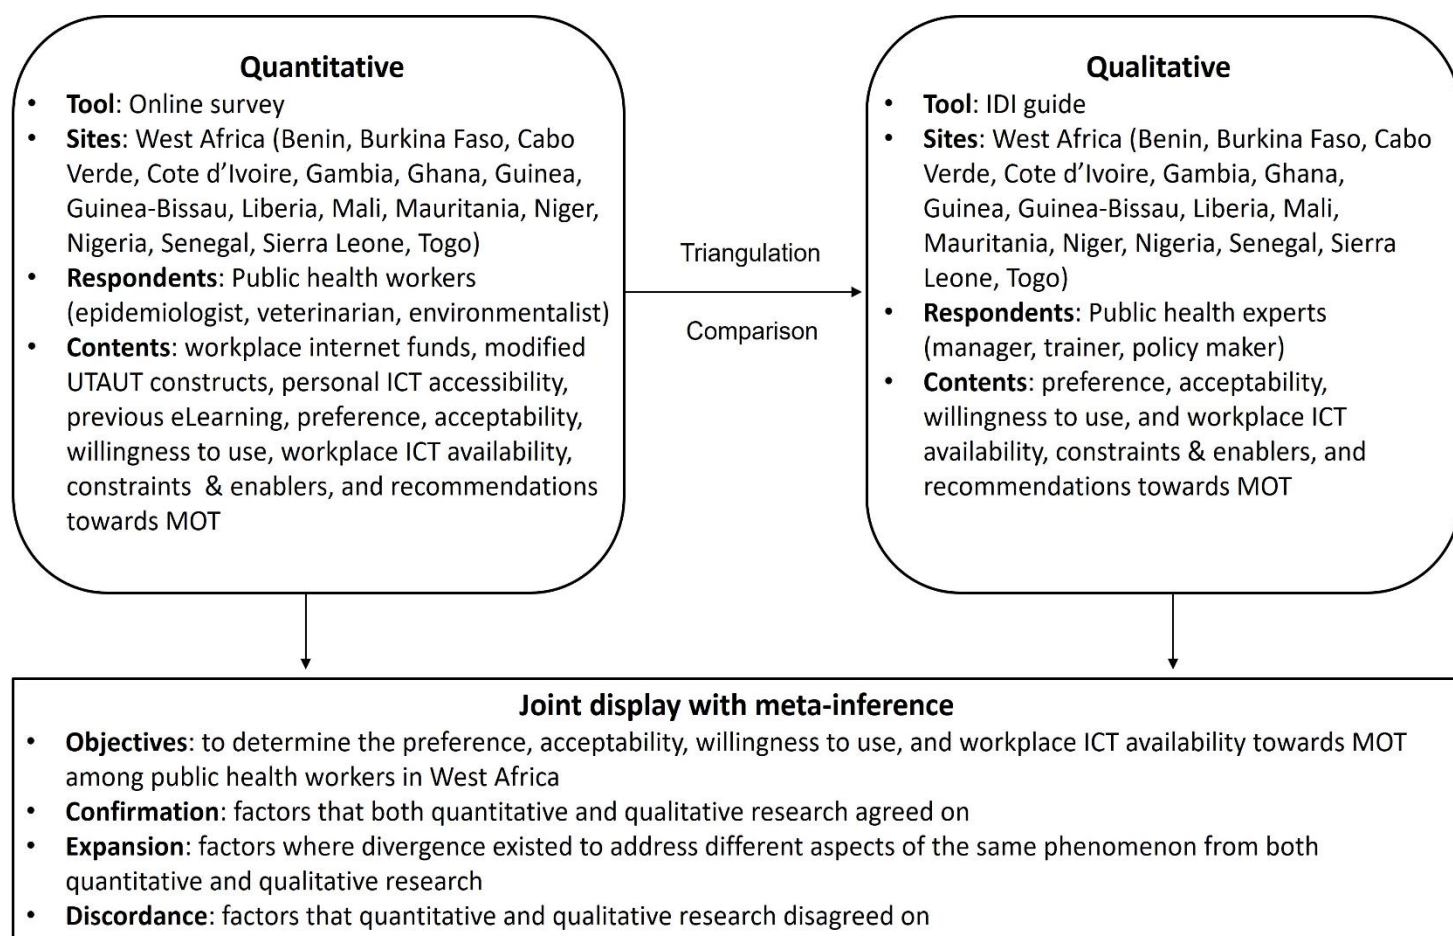 Quantitative
• Tool: Online survey
• Sites: West Africa (Benin, Burkina Faso, Cabo
Verde, Cote d’Ivoire, Gambia, Ghana, Guinea,
Guinea-Bissau, Liberia, Mali, Mauritania, Niger,
Nigeria, Senegal, Sierra Leone, Togo)
• Respondents: Public health workers
(epidemiologist, veterinarian, environmentalist)
• Contents: workplace internet funds, modified
UTAUT constructs, personal ICT accessibility,
previous eLearning, preference, acceptability,
willingness to use, workplace ICT availability,
constraints & enablers, and recommendations
towards MOT
Triangulation
Comparison
Qualitative
• Tool: IDI guide
• Sites: West Africa (Benin, Burkina Faso, Cabo
Verde, Cote d’Ivoire, Gambia, Ghana,
Guinea, Guinea-Bissau, Liberia, Mali,
Mauritania, Niger, Nigeria, Senegal, Sierra
Leone, Togo)
• Respondents: Public health experts
(manager, trainer, policy maker)
• Contents: preference, acceptability,
willingness to use, and workplace ICT
availability, constraints & enablers, and
recommendations towards MOT
Joint display with meta-inference
• Objectives: to determine the preference, acceptability, willingness to use, and workplace ICT availability towards MOT
among public health workers in West Africa
• Confirmation: factors that both quantitative and qualitative research agreed on
• Expansion: factors where divergence existed to address different aspects of the same phenomenon from both
quantitative and qualitative research
• Discordance: factors that quantitative and qualitative research disagreed on